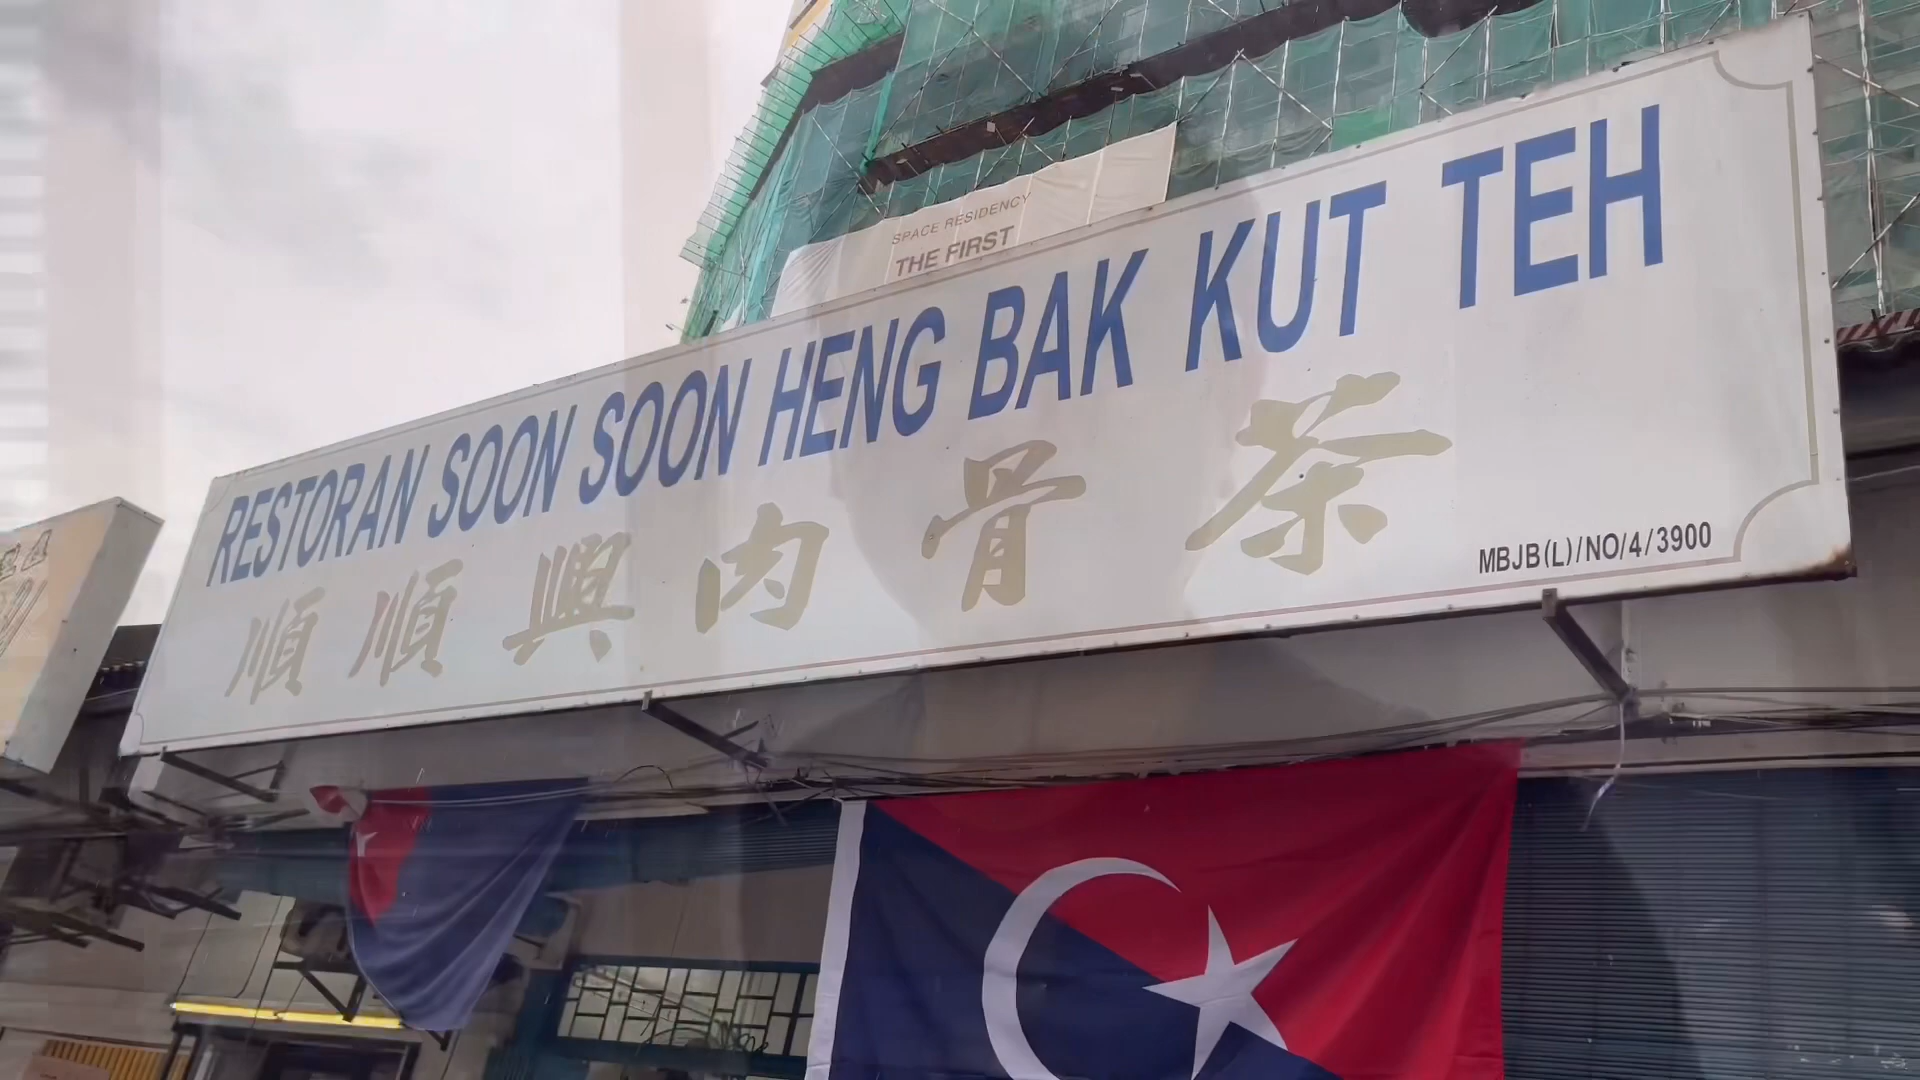 SPACE RESIDENCY
THE FIRST
RESTORAN SOON SOON HENG BAK KUT TEH
順順興肉骨茶
MBJB(L)/NO/4/3900